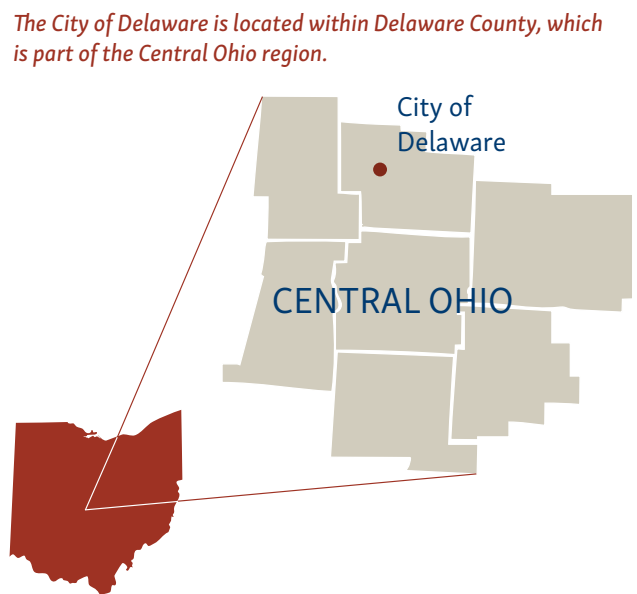 The City of Delaware is located within Delaware County, which
is part of the Central Ohio region.
City of
Delaware
CENTRAL OHIO